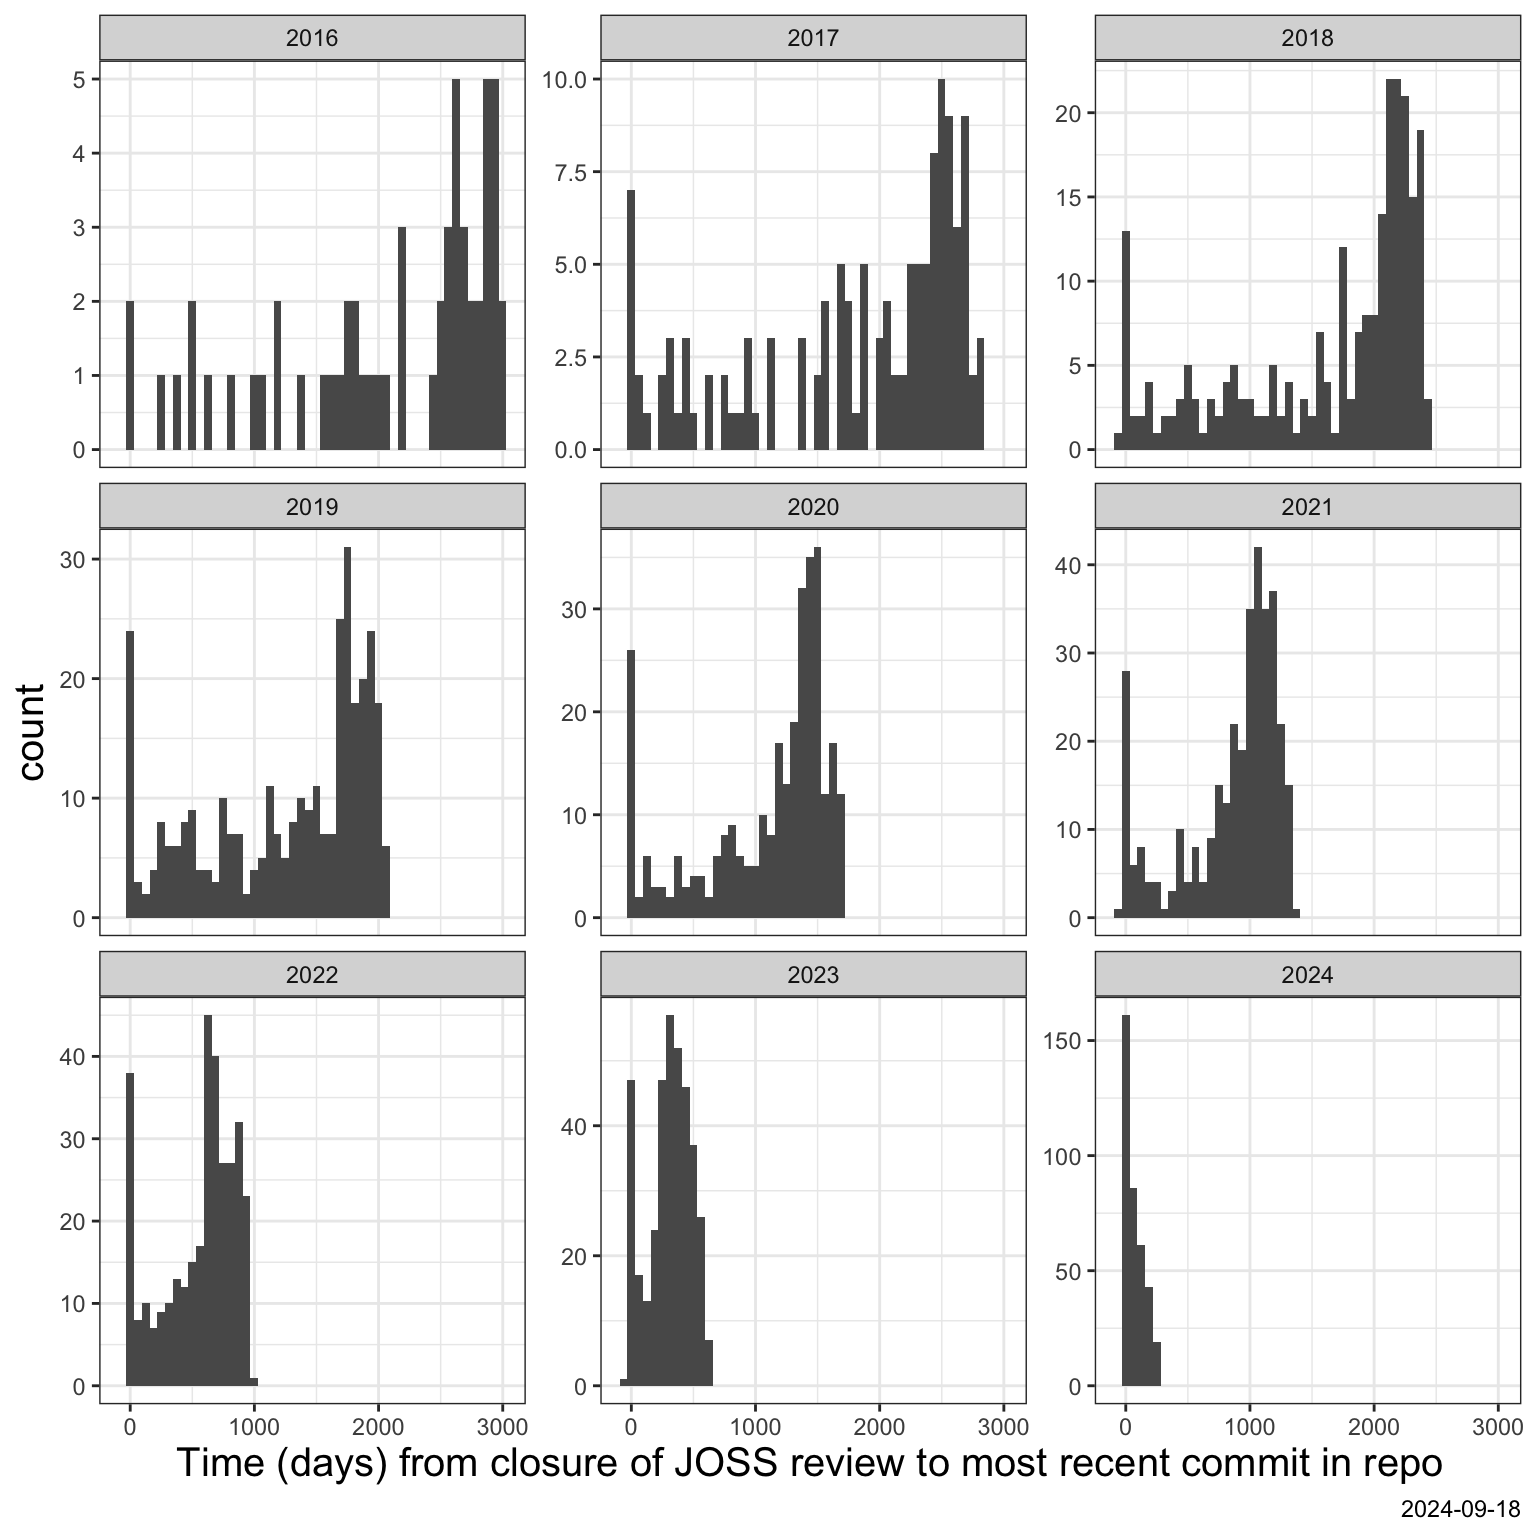 2016 2017 2018
5 4 3 2 1 0
10.0 7.5 5.0 2.5 0.0
20 15 10 5 0
2019 2020 2021
30 20 10 0
30 20 10 0
40 30 20 10 0
count
2022 2023 2024
40 30 20 10 0
40 20 0
150 100 50 0
0 1000 2000 3000 0 1000 2000 3000 0 1000 2000 3000
Time (days) from closure of JOSS review to most recent commit in repo
2024-09-18